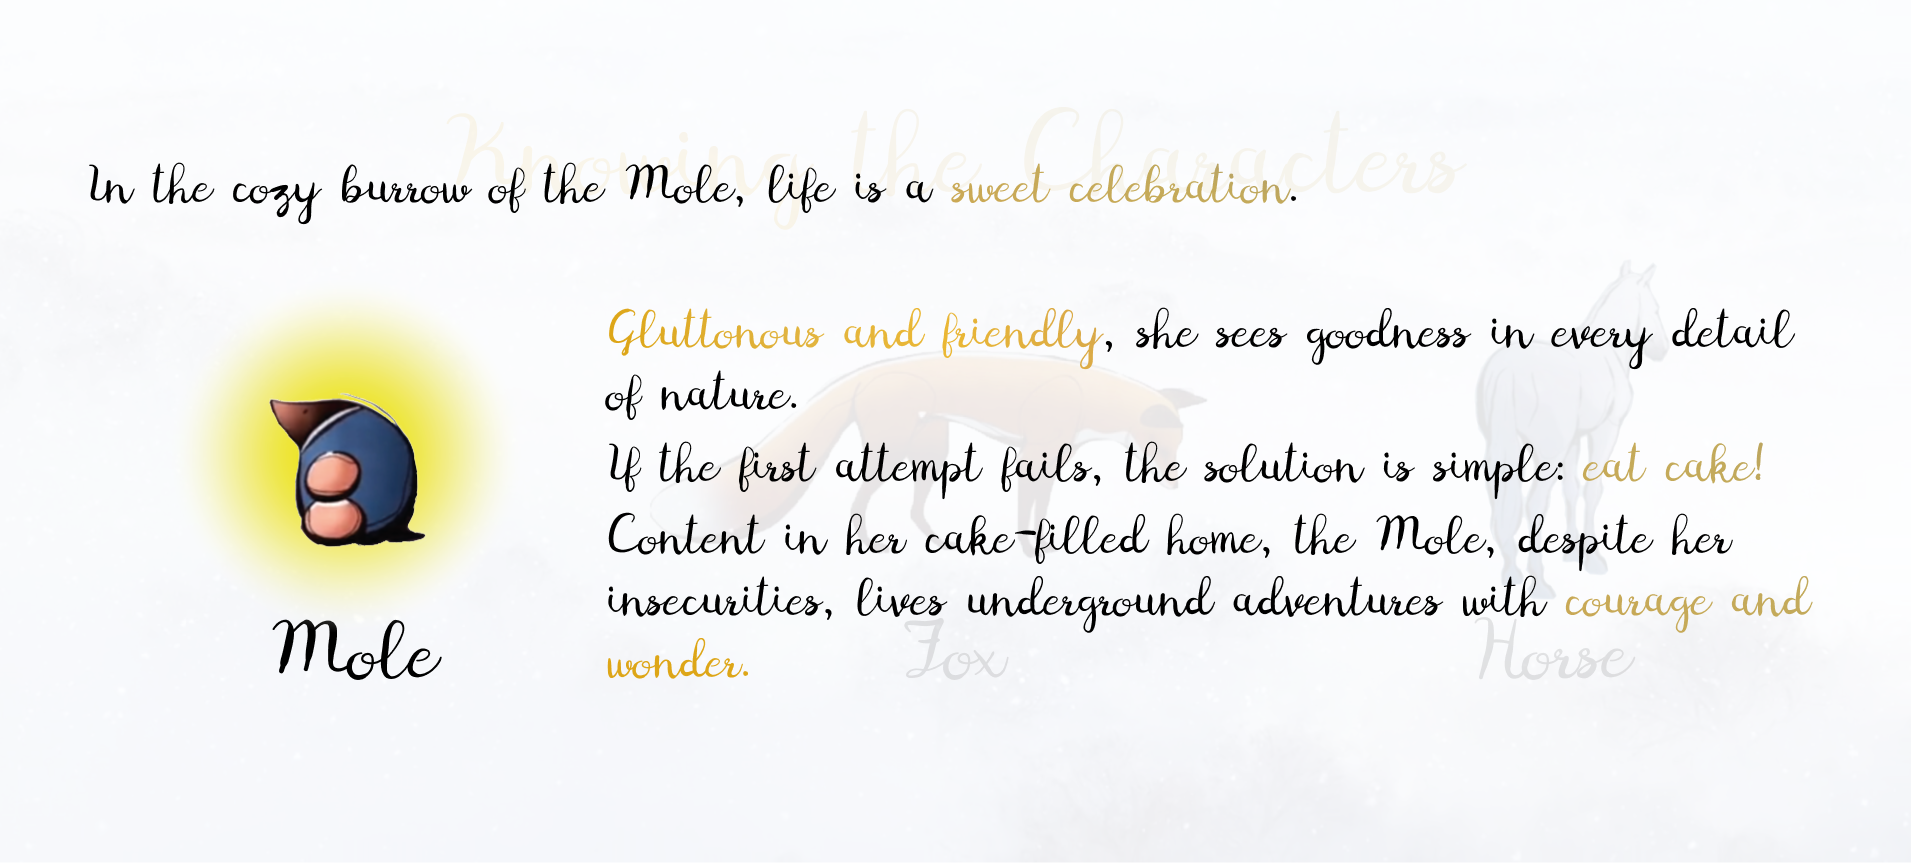 Knowing the Characters
In the cozy burrow of the Mole, life is a sweet celebration.
Gluttonous and friendly, she sees goodness in every detail
of nature.
If the first attempt fails, the solution is simple: eat cake!
Content in her cake-filled home, the Mole, despite her
insecurities, lives underground adventures with courage and
wonder.
Mole
Fox
Horse